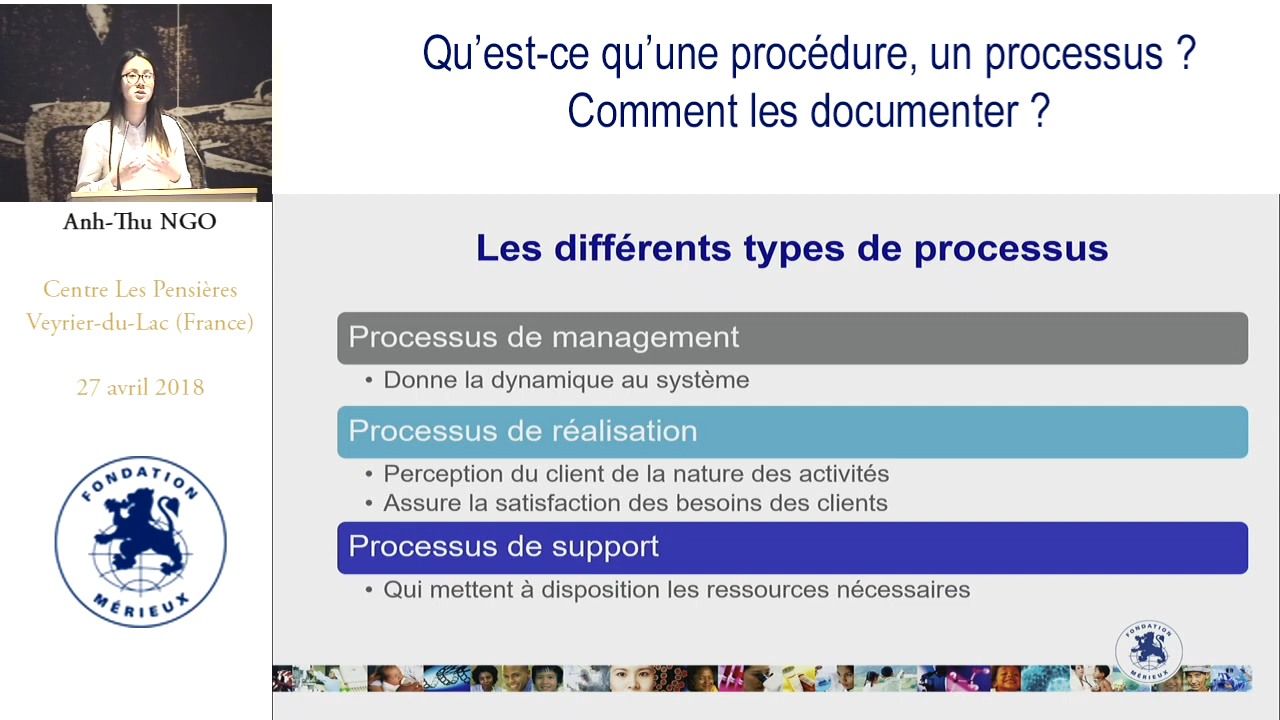 Qu’est-ce qu’une procédure, un processus ?
Comment les documenter ?
Anh-Thu NGO
Centre Les Pensières
Veyrier-du-Lac (France)
27 avril 2018
FONDATION
MÉRIEUX
Les différents types de processus
Processus de management
• Donne la dynamique au système
Processus de réalisation
• Perception du client de la nature des activités
• Assure la satisfaction des besoins des clients
Processus de support
• Qui mettent à disposition les ressources nécessaires
FONDATION
MÉRIEUX